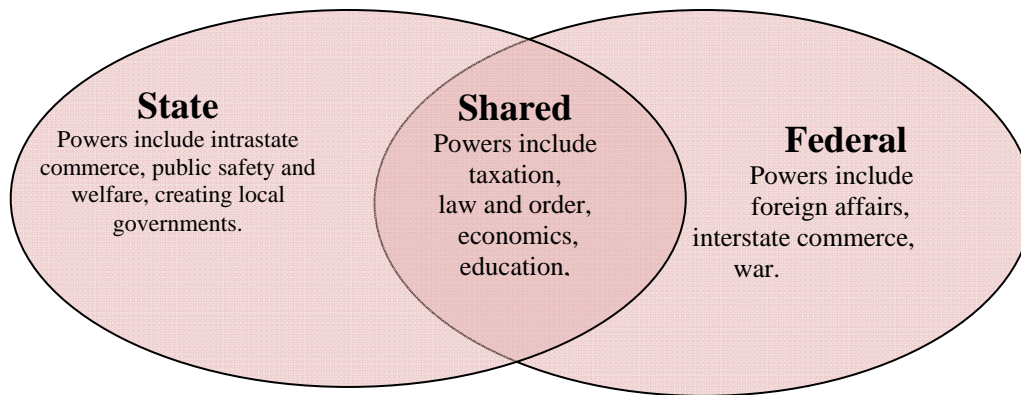 State
Powers include intrastate
commerce, public safety and
welfare, creating local
governments.
Shared
Powers include
taxation,
law and order,
economics,
education.
Federal
Powers include
foreign affairs,
interstate commerce,
war.